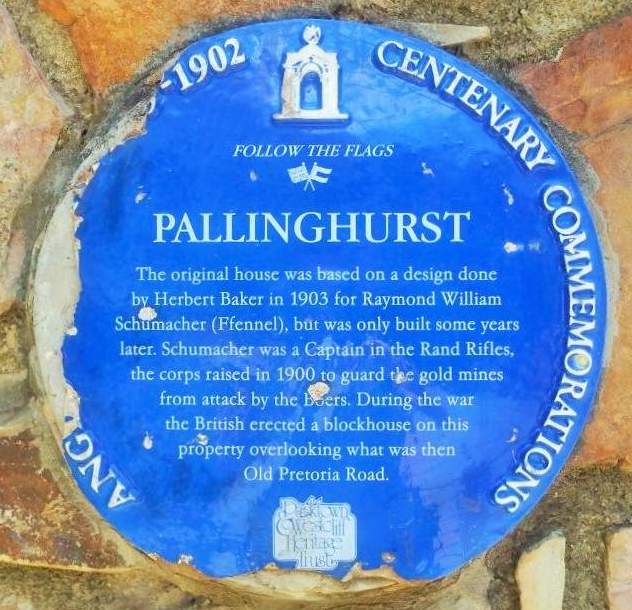 ANG
-1902
CENTENARY COMMEMORATIONS
FOLLOW THE FLAGS
PALLINGHURST
The original house was based on a design done
by Herbert Baker in 1903 for Raymond William
Schumacher (Ffennel), but was only built some years
later. Schumacher was a Captain in the Rand Rifles,
the corps raised in 1900 to guard the gold mines
from attack by the Boers. During the war
the British erected a blockhouse on this
property overlooking what was then
Old Pretoria Road.
Parktown
& Westcliff
Heritage
Trust